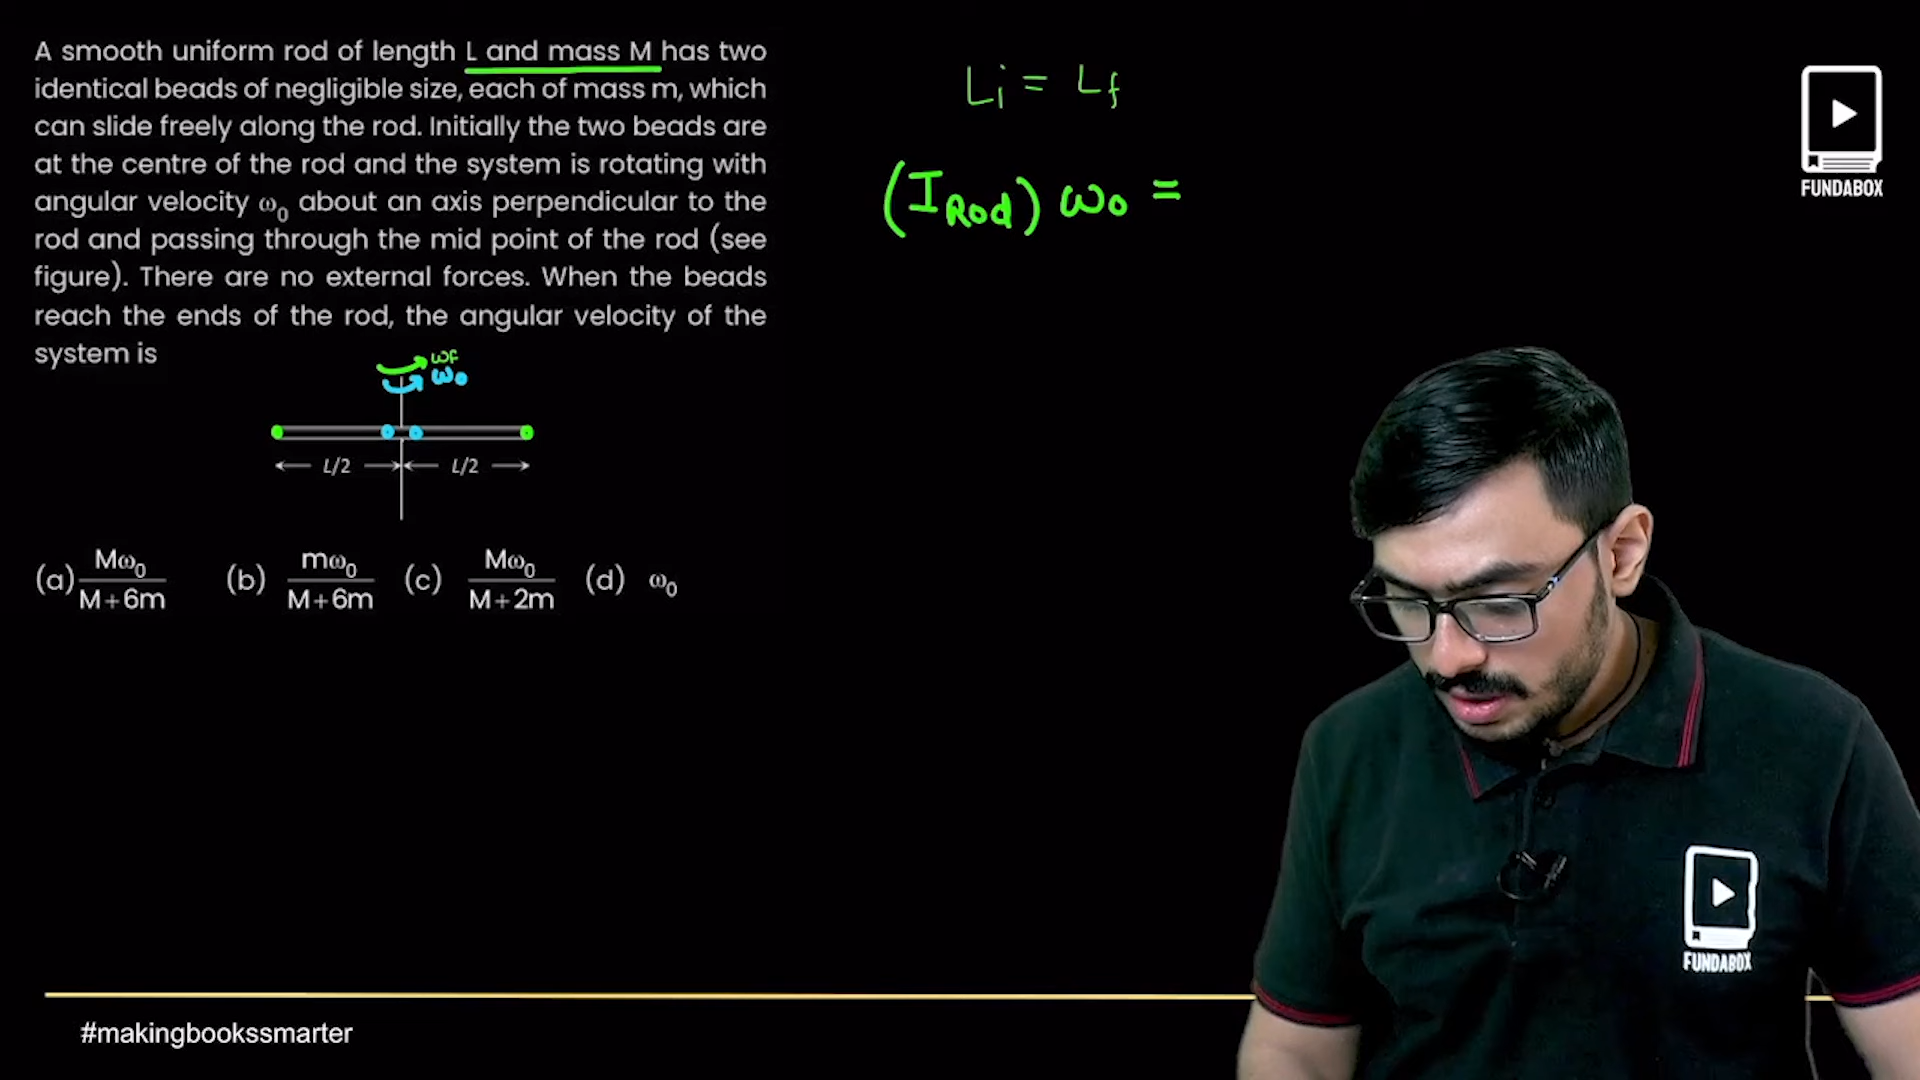 A smooth uniform rod of length L and mass M has two
identical beads of negligible size, each of mass m, which
can slide freely along the rod. Initially the two beads are
at the centre of the rod and the system is rotating with
angular velocity ω₀ about an axis perpendicular to the
rod and passing through the mid point of the rod (see
figure). There are no external forces. When the beads
reach the ends of the rod, the angular velocity of the
system is
ωf
ω₀
L/2 L/2
(a) Mω₀/M+6m (b) mω₀/M+6m (c) Mω₀/M+2m (d) ω₀
Li = Lf
(I Rod) ω₀ =
FUNDABOX
FUNDABOX
#makingbookssmarter